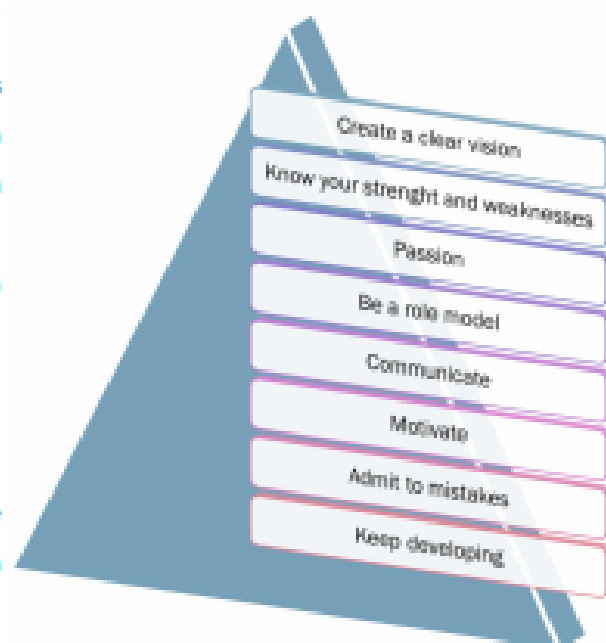 Create a clear vision
Know your strenght and weaknesses
Passion
Be a role model
Communicate
Motivate
Admit to mistakes
Keep developing